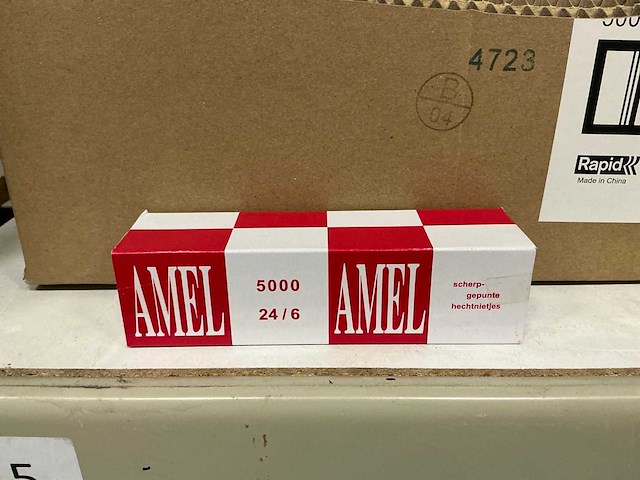 4723
B
04
Rapid
Made in China
AMEL
5000
24/6
AMEL
scherp-
gepunte
hechtnietjes
5